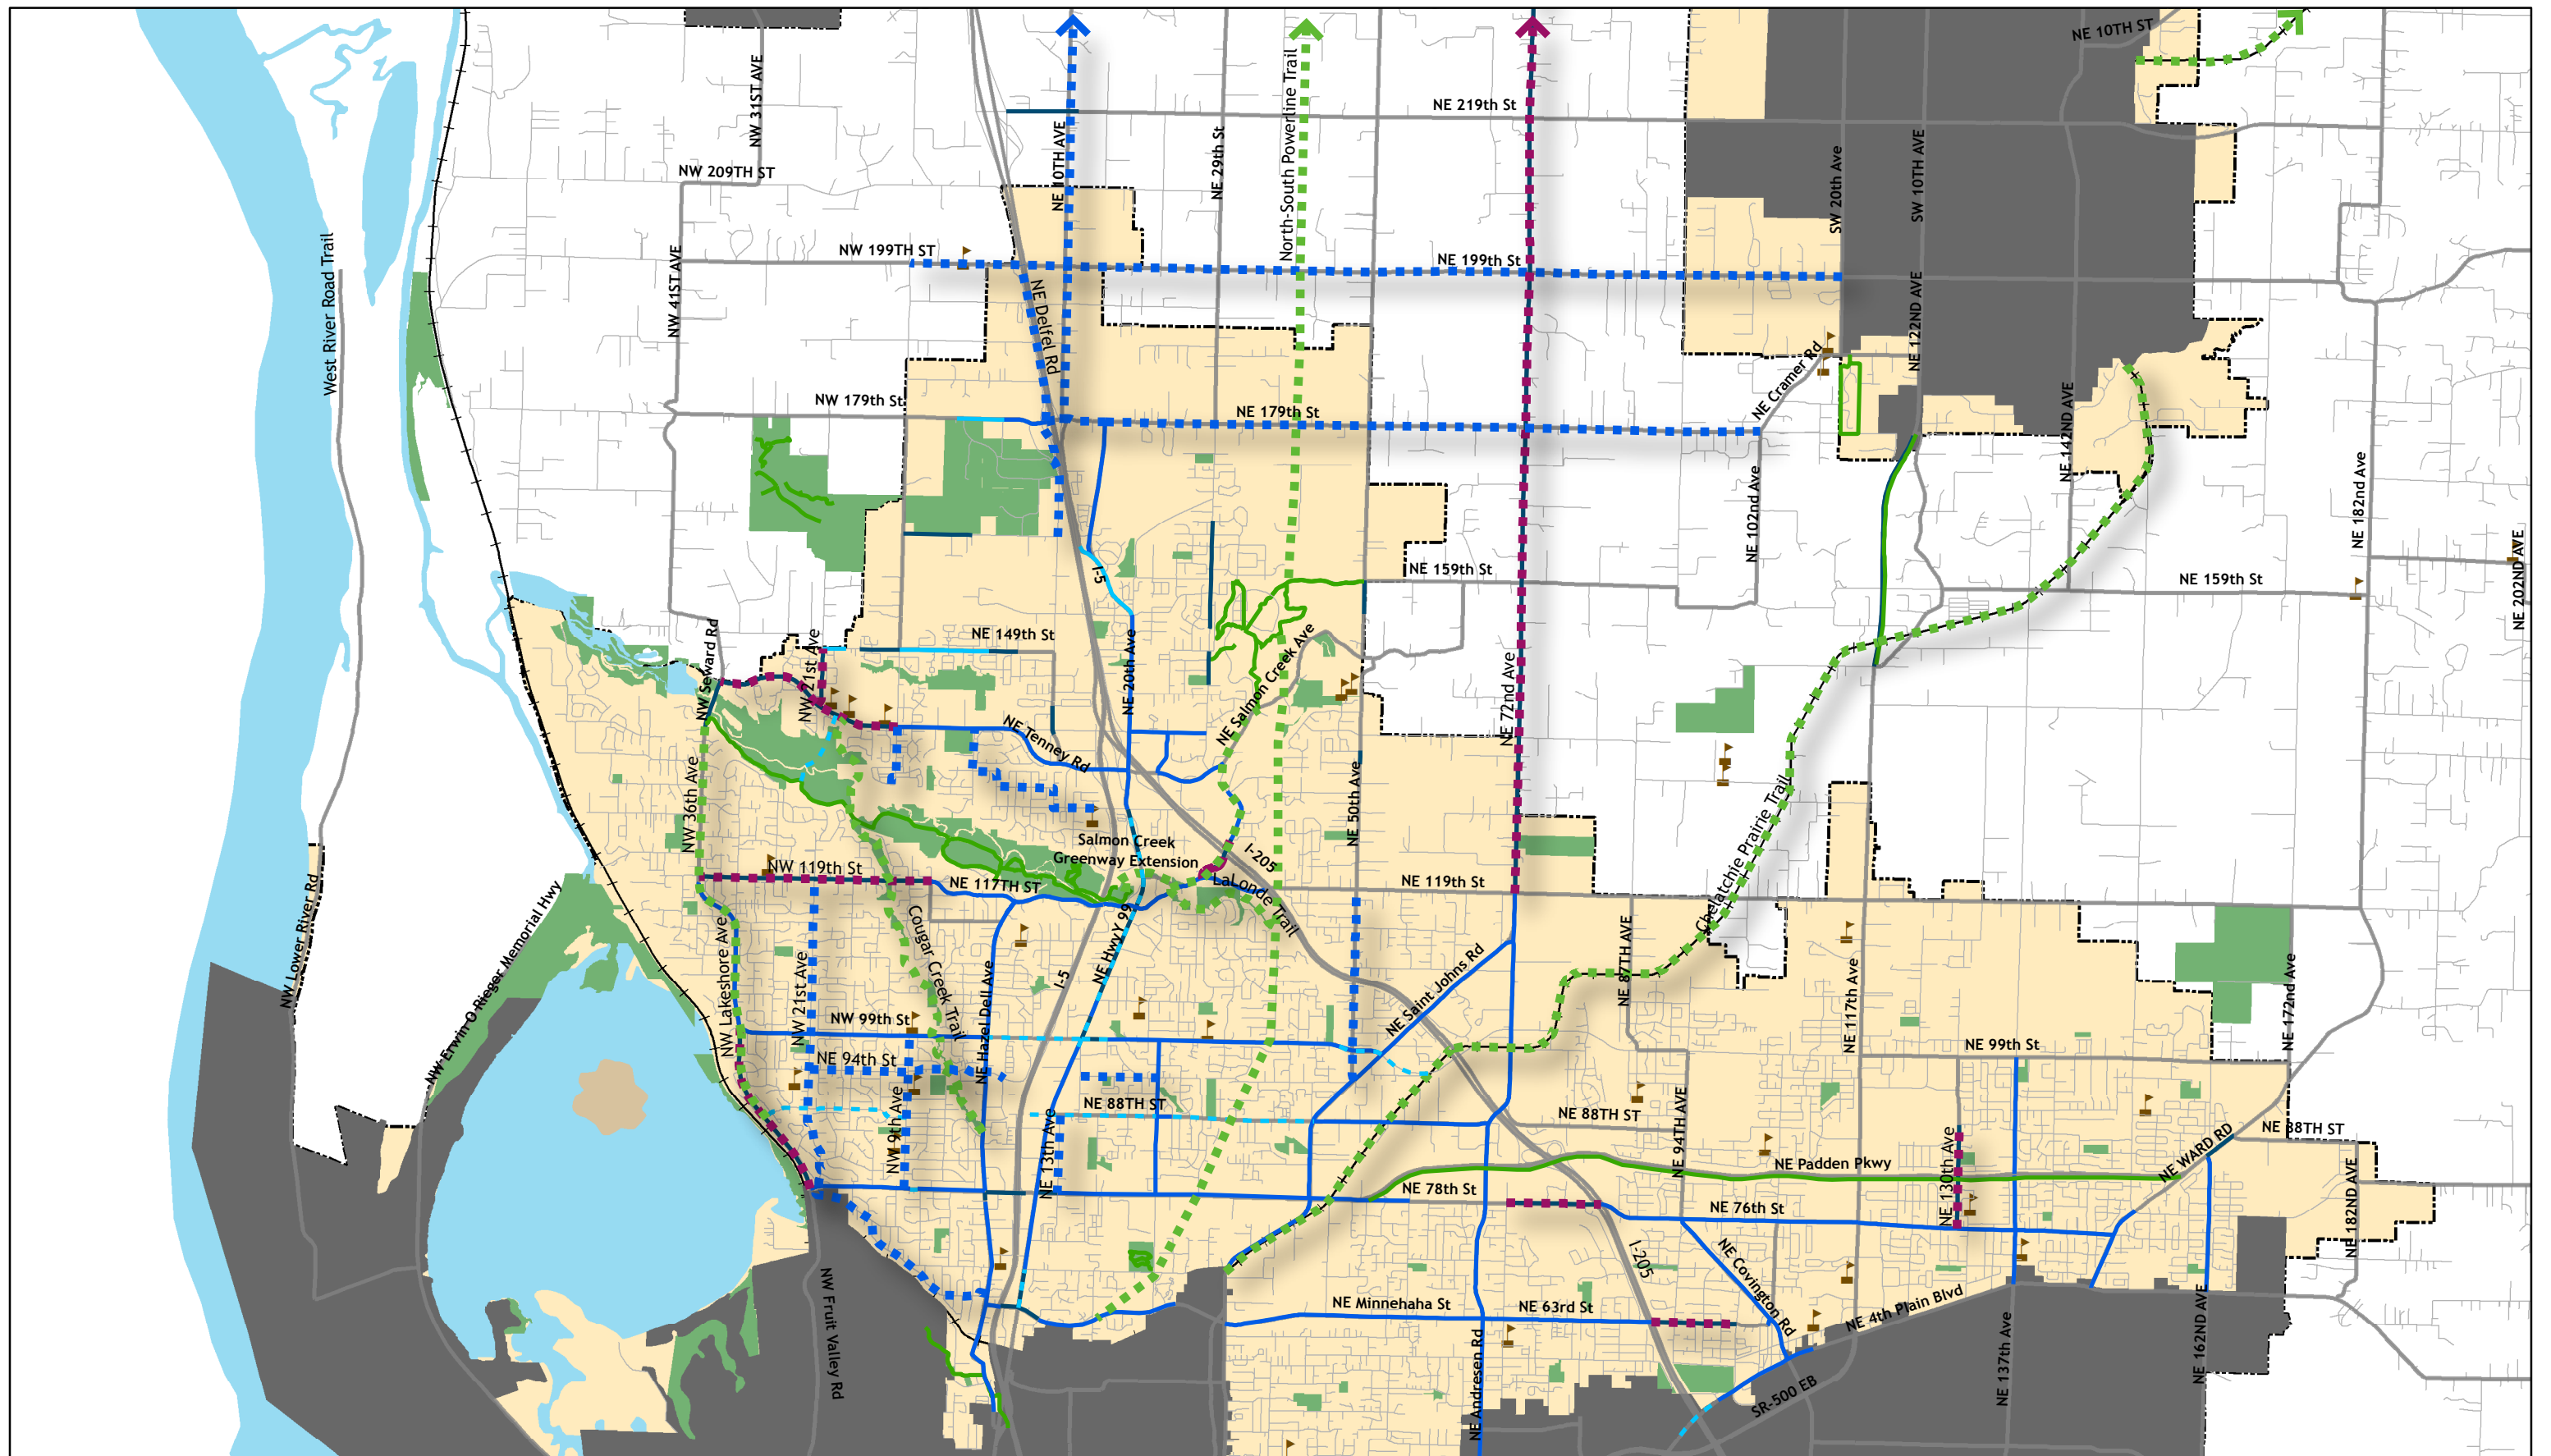 NE 10TH ST
NW 31ST AVE
NE 219th St
NE 10TH AVE
NE 29th St
North-South Powerline Trail
SW 20th Ave
SW 10TH AVE
NW 209TH ST
West River Road Trail
NW 41ST AVE
NW 199TH ST
NE 199th St
NE Delfel Rd
NE 122ND AVE
NE Cramer Rd
NW 179th St
NE 179th St
NE 142ND AVE
NE 102nd Ave
NE 182nd Ave
NE 202ND AVE
I-5
NE 159th St
NE 159th St
NE 149th St
NW Seward Rd
NW 21st Ave
NE 20th Ave
NE Salmon Creek Ave
NE 72nd Ave
NE Tenney Rd
NW 36th Ave
NE 50th Ave
Chelatchie Prairie Trail
Salmon Creek
Greenway Extension
I-205
NW 119th St
NE 117TH ST
LaLonde Trail
NE 119th St
NW Lower River Rd
NW Erwin O Rieger Memorial Hwy
NW Lakeshore Ave
NW 21st Ave
Cougar Creek Trail
NE Hazel Dell Ave
I-5
NE HwyY 99
NE Saint Johns Rd
NE 87TH AVE
NE 117th Ave
NE 172nd Ave
NW 99th St
NE 99th St
NE 94th St
NW 9th Ave
NE 13th Ave
NE 88TH ST
NE 88TH ST
NE 88TH ST
NE 94TH AVE
NE 130th Ave
NE WARD RD
NE Padden Pkwy
NE 78th St
NE 76th St
NE 182ND AVE
I-205
NE Covington Rd
NW Fruit Valley Rd
NE Minnehaha St
NE 63rd St
NE 4th Plain Blvd
NE Andresen Rd
SR-500 EB
NE 137th Ave
NE 162ND AVE